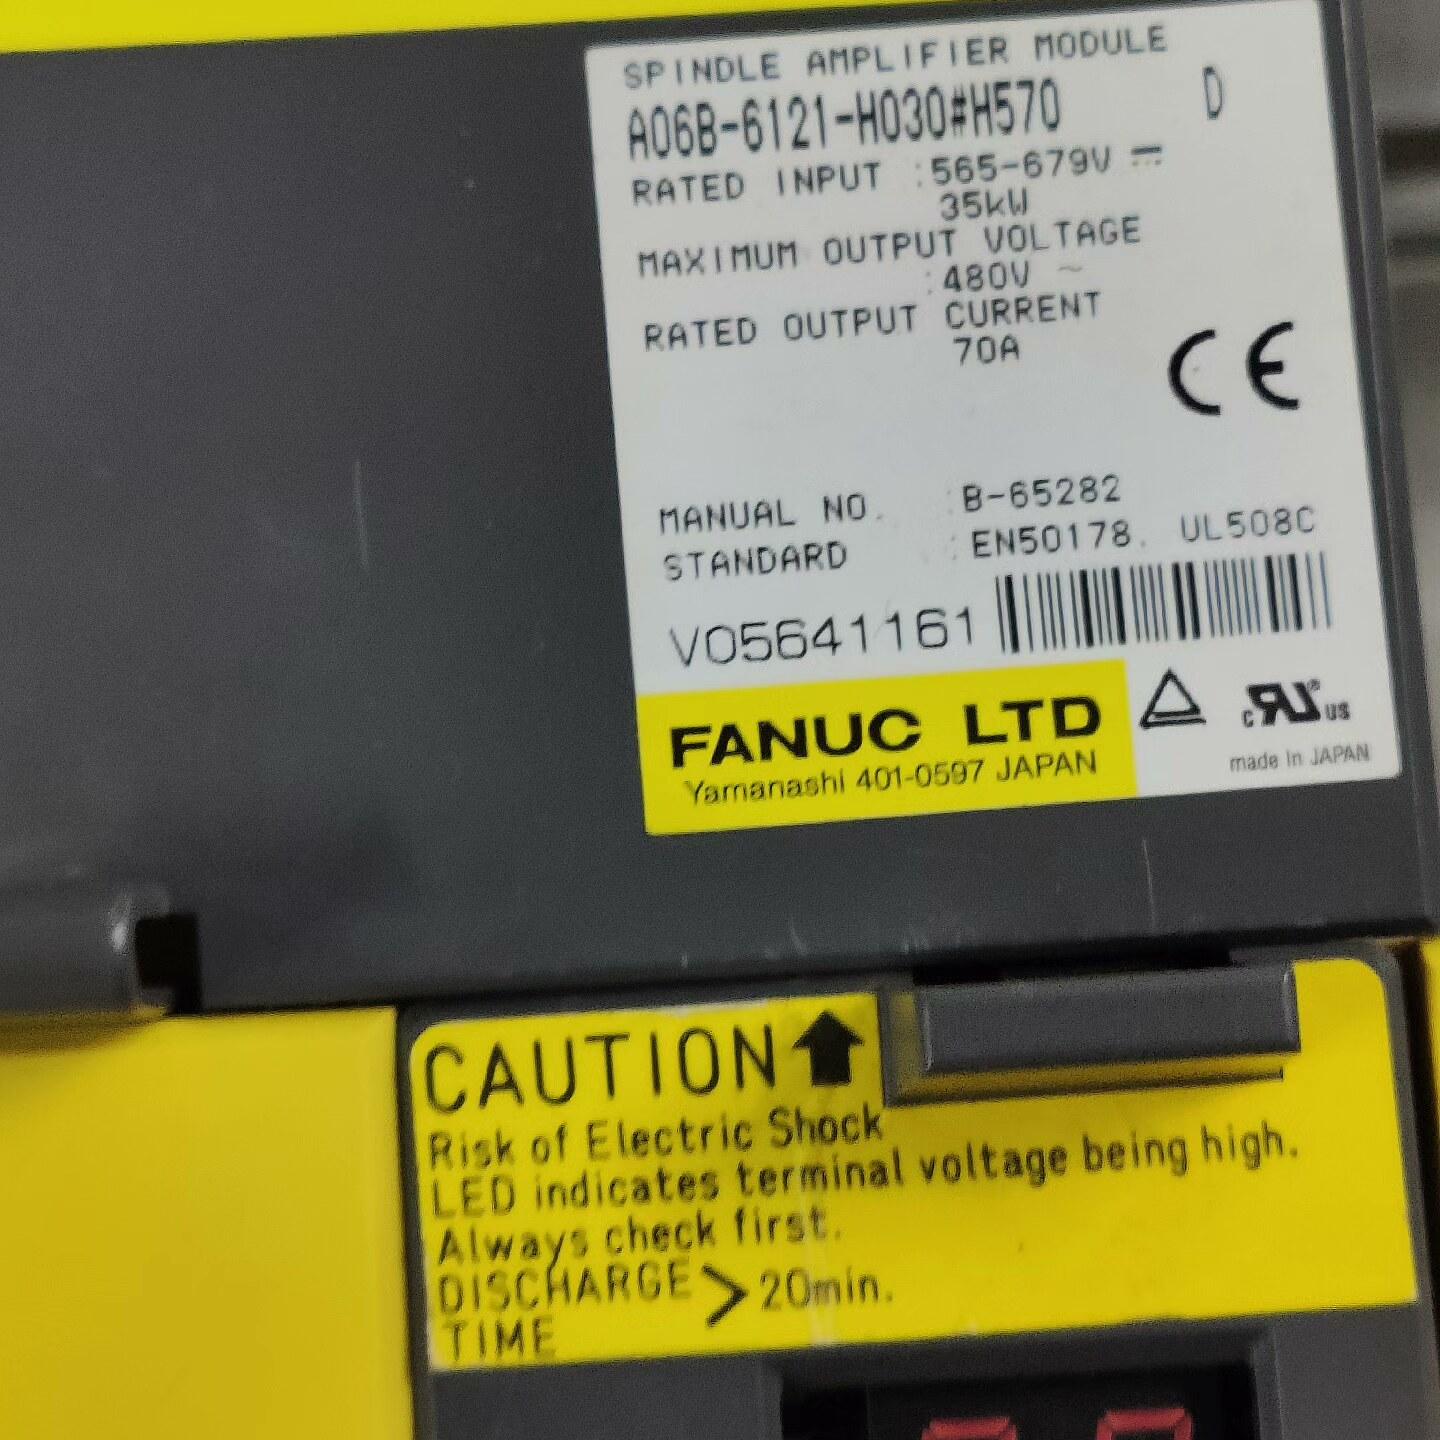 SPINDLE AMPLIFIER MODULE
A06B-6121-H030#H570 D
RATED INPUT :565-679V ⎓
35kW
MAXIMUM OUTPUT VOLTAGE
:480V ~
RATED OUTPUT CURRENT
70A
CE
MANUAL NO. :B-65282
STANDARD :EN50178. UL508C
V05641161
FANUC LTD
Yamanashi 401-0597 JAPAN
c RU® US
made in JAPAN
CAUTION
Risk of Electric Shock
LED indicates terminal voltage being high.
Always check first.
DISCHARGE > 20min.
TIME